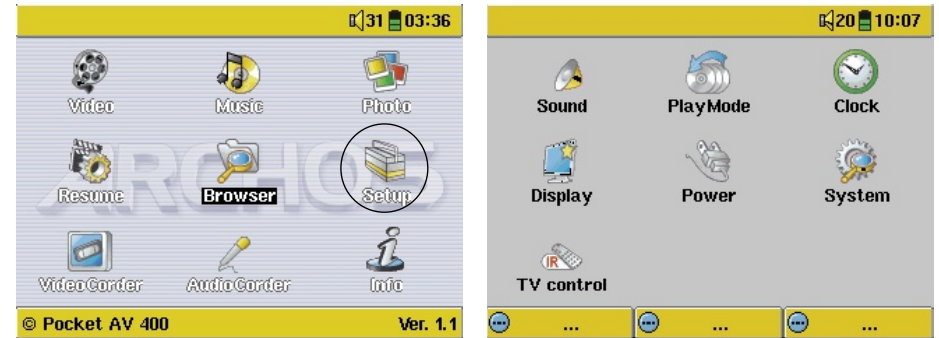 31 03:36
Video Music Photo
ARCHOS
Resume Browser Setup
VideoCorder AudioCorder Info
© Pocket AV 400 Ver. 1.1
20 10:07
Sound PlayMode Clock
Display Power System
IR
TV control
... ... ...